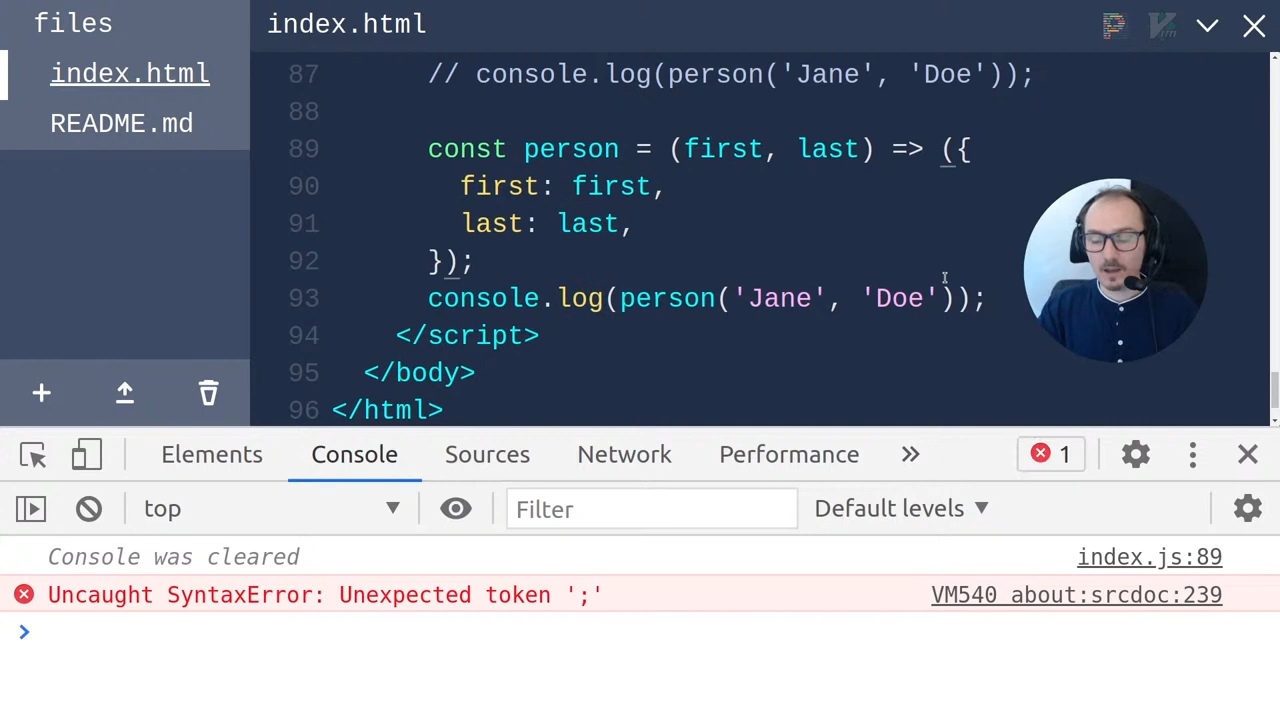 files
index.html
index.html
README.md
87 // console.log(person('Jane', 'Doe'));
88
89 const person = (first, last) => ({
90 first: first,
91 last: last,
92 });
93 console.log(person('Jane', 'Doe'));
94 </script>
95 </body>
96 </html>
Elements Console Sources Network Performance » 1
top Filter Default levels
Console was cleared index.js:89
Uncaught SyntaxError: Unexpected token ';' VM540 about:srcdoc:239
>